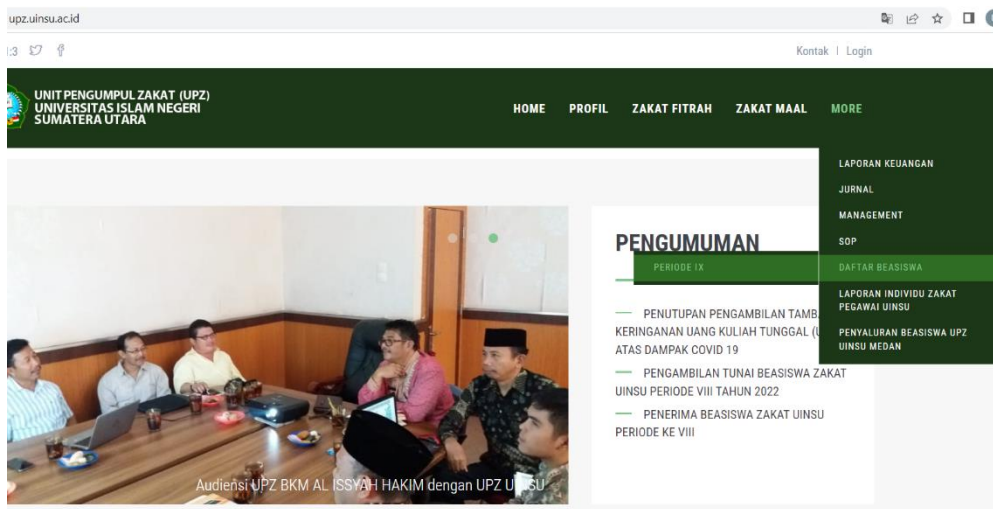 upz.uinsu.ac.id
1:3
Kontak | Login
UNIT PENGUMPUL ZAKAT (UPZ)
UNIVERSITAS ISLAM NEGERI
SUMATERA UTARA
HOME PROFIL ZAKAT FITRAH ZAKAT MAAL MORE
LAPORAN KEUANGAN
JURNAL
MANAGEMENT
SOP
DAFTAR BEASISWA
PERIODE IX
LAPORAN INDIVIDU ZAKAT
PEGAWAI UINSU
PENYALURAN BEASISWA UPZ
UINSU MEDAN
PENGUMUMAN
PENUTUPAN PENGAMBILAN TAMB
KERINGANAN UANG KULIAH TUNGGAL (U
ATAS DAMPAK COVID 19
PENGAMBILAN TUNAI BEASISWA ZAKAT
UINSU PERIODE VIII TAHUN 2022
PENERIMA BEASISWA ZAKAT UINSU
PERIODE KE VIII
Audiensi UPZ BKM AL ISSYAH HAKIM dengan UPZ UINSU